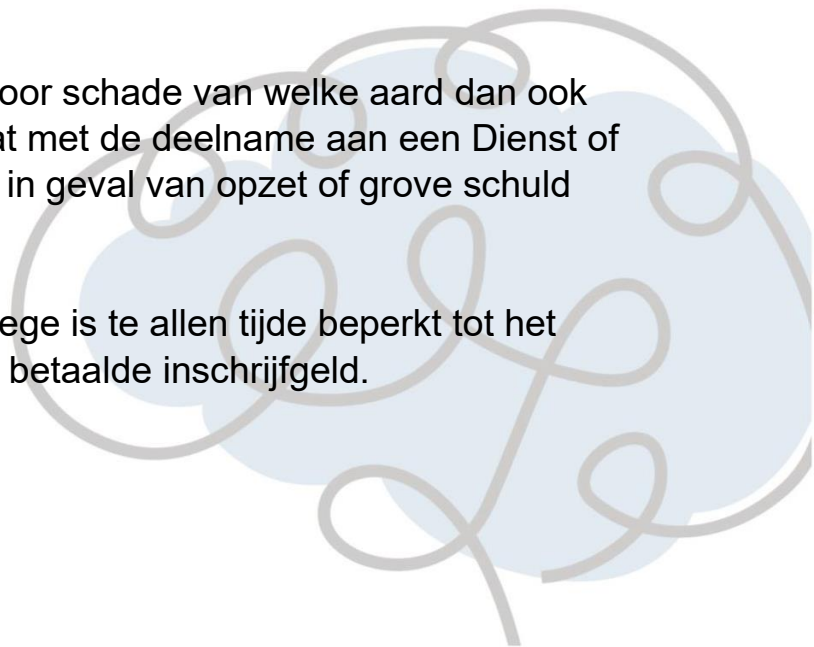 oor schade van welke aard dan ook
at met de deelname aan een Dienst of
in geval van opzet of grove schuld
ege is te allen tijde beperkt tot het
betaalde inschrijfgeld.